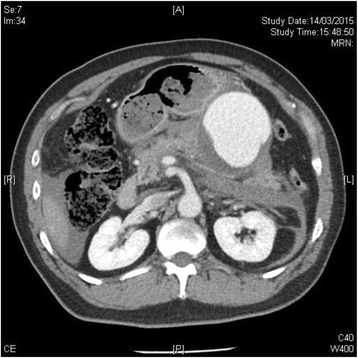 Se:7
[A]
Study Date:14/03/2015
Im:34
Study Time:15:48:50
MRN:
[R]
[L]
C40
CE
[P]
W400